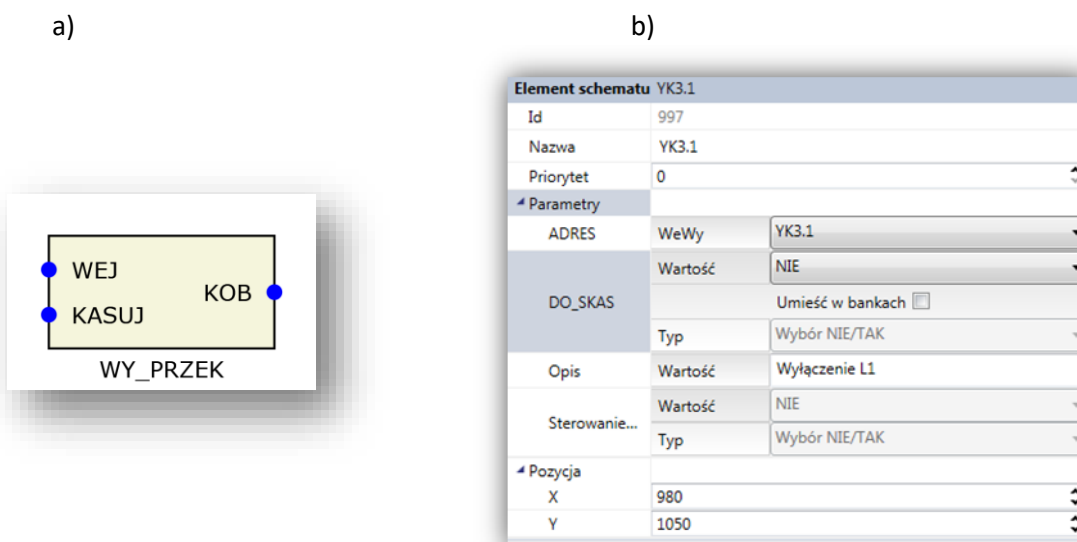 a)
b)
WEJ
KASUJ
KOB
WY_PRZEK
Element schematu YK3.1
Id 997
Nazwa YK3.1
Priorytet 0
Parametry
ADRES WeWy YK3.1
DO_SKAS Wartość NIE
Umieść w bankach
Typ Wybór NIE/TAK
Opis Wartość Wyłączenie L1
Sterowanie... Wartość NIE
Typ Wybór NIE/TAK
Pozycja
X 980
Y 1050